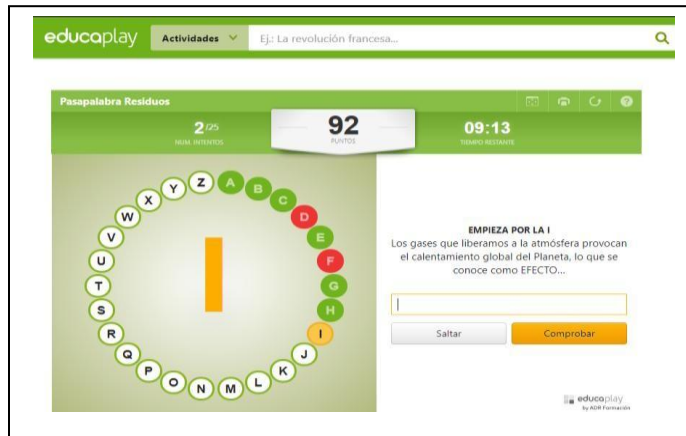 educaplay Actividades Ej.: La revolución francesa...
Pasapalabra Residuos
2/25 92 09:13
NUM. INTENTOS PUNTOS TIEMPO RESTANTE
A
B
C
D
E
F
G
H
I
J
K
L
M
N
O
P
Q
R
S
T
U
V
W
X
Y
Z
I
EMPIEZA POR LA I
Los gases que liberamos a la atmósfera provocan
el calentamiento global del Planeta, lo que se
conoce como EFECTO...
Saltar Comprobar
educaplay
by ADR Formación